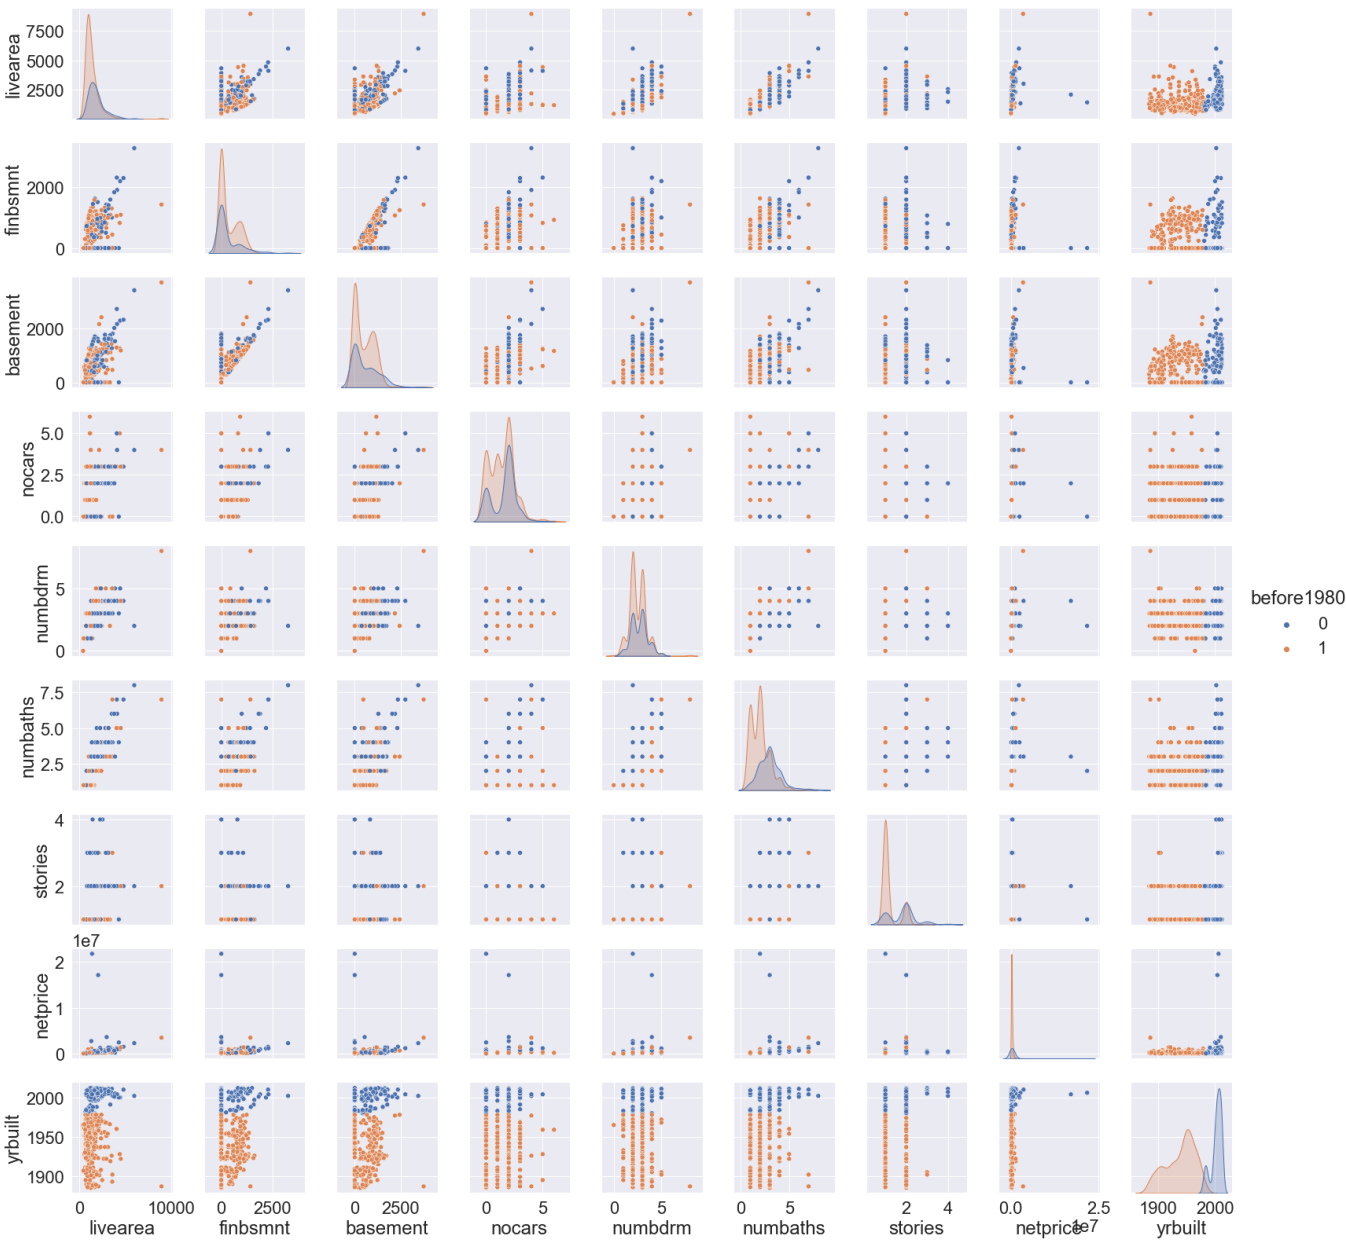 7500
5000
2500
livearea
2000
0
finbsmnt
2000
0
basement
5.0
2.5
0.0
nocars
5
0
numbdrm
7.5
5.0
2.5
numbaths
4
2
stories
1e7
2
1
0
netprice
2000
1950
1900
yrbuilt
before1980
0
1
0 10000 0 2500 0 2500 0 5 0 5 0 5 2 4 0.0 2.5 1900 2000
1e7
livearea finbsmnt basement nocars numbdrm numbaths stories netprice yrbuilt